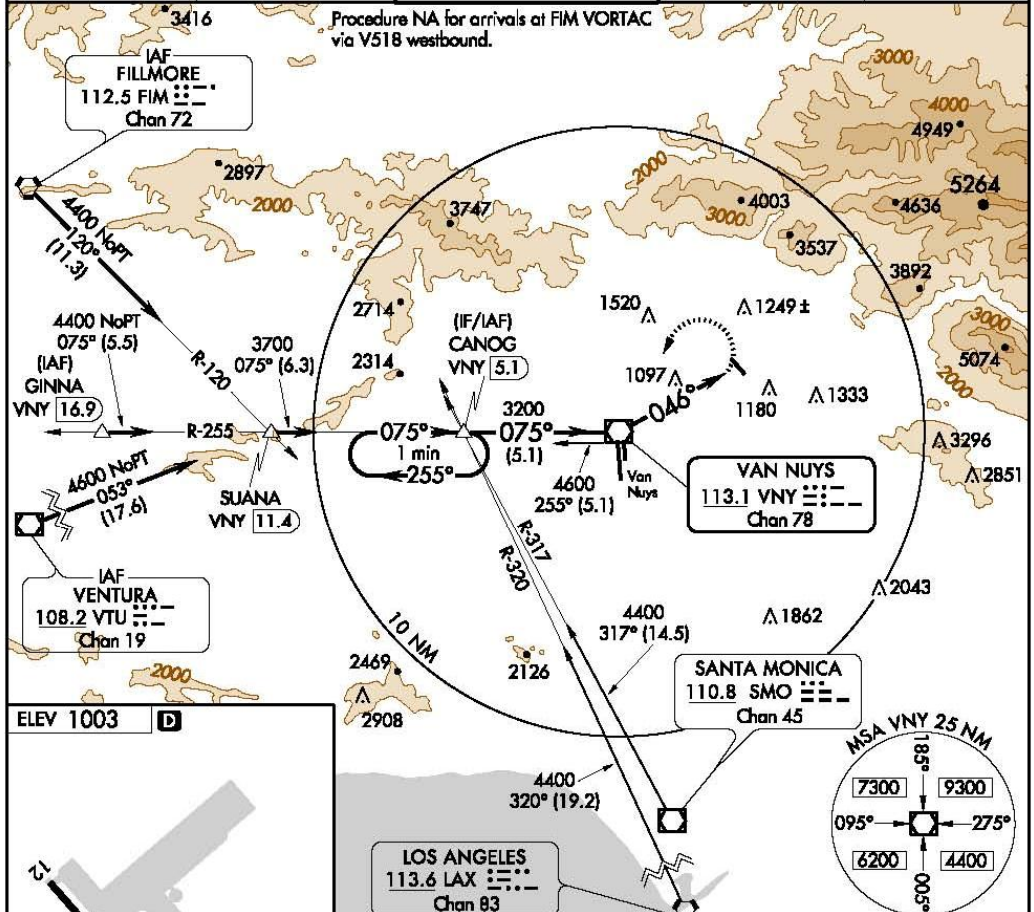 3416
Procedure NA for arrivals at FIM VORTAC
via V518 westbound.
IAF
FILLMORE
112.5 FIM
Chan 72
3000
4000
4949
2897
2000
2000
5264
4636
4003
3000
3747
3537
3892
4400 NoPT
120°
(11.3)
2714
1520
1249±
3000
5074
2000
4400 NoPT
075° (5.5)
3700
075° (6.3)
(IF/IAF)
CANOG
VNY 5.1
2314
R-120
(IAF)
GINNA
VNY 16.9
1097
046°
1180
1333
R-255
075°
1 min
255°
3200
075°
(5.1)
3296
2851
4600 NoPT
053°
(17.6)
SUANA
VNY 11.4
4600
255° (5.1)
Van
Nuys
VAN NUYS
113.1 VNY
Chan 78
R-317
R-320
IAF
VENTURA
108.2 VTU
Chan 19
2043
4400
317° (14.5)
1862
10 NM
2469
2126
2000
2908
SANTA MONICA
110.8 SMO
Chan 45
ELEV 1003 D
MSA VNY 25 NM
185°
7300
9300
095°
275°
6200
4400
005°
4400
320° (19.2)
12
LOS ANGELES
113.6 LAX
Chan 83